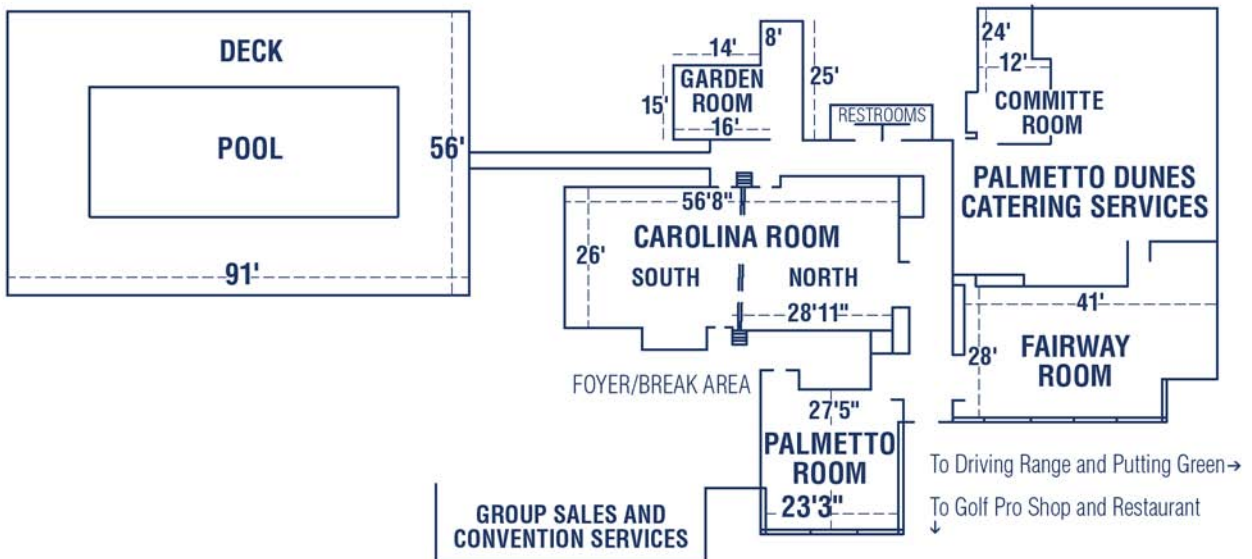 DECK
POOL
56'
91'
14'
8'
GARDEN
ROOM
15'
25'
16'
RESTROOMS
24'
12'
COMMITTE
ROOM
PALMETTO DUNES
CATERING SERVICES
56'8"
CAROLINA ROOM
26'
SOUTH
NORTH
28'11"
41'
28'
FAIRWAY
ROOM
FOYER/BREAK AREA
27'5"
PALMETTO
ROOM
23'3"
GROUP SALES AND
CONVENTION SERVICES
To Driving Range and Putting Green→
To Golf Pro Shop and Restaurant
↓